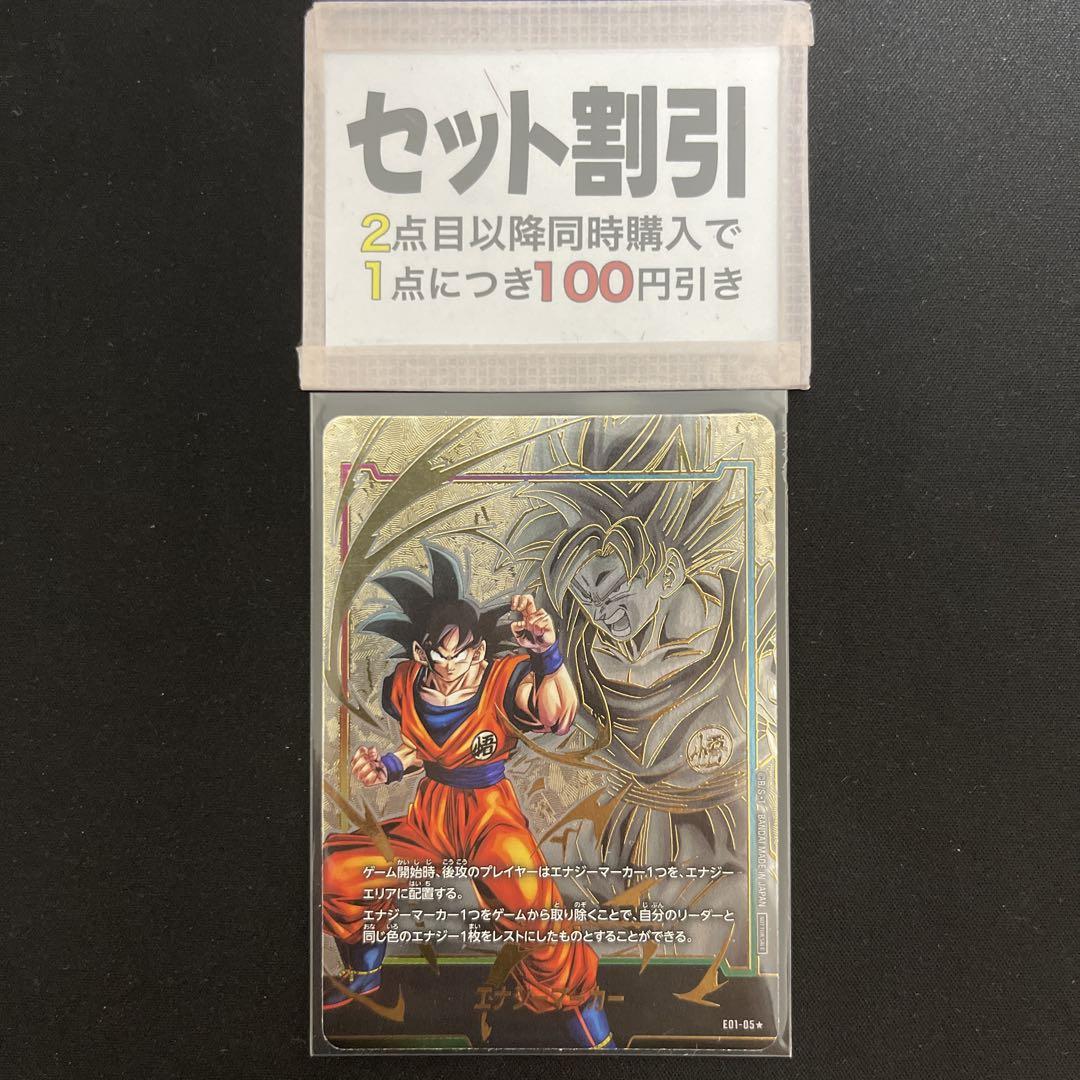 セット割引
2点目以降同時購入で
1点につき100円引き
悟
悟
ゲーム開始時、後攻のプレイヤーはエナジーマーカー1つを、エナジー
エリアに配置する。
エナジーマーカー1つをゲームから取り除くことで、自分のリーダーと
同じ色のエナジー1枚をレストにしたものとすることができる。
エナジーマーカー
E01-05★
BANDAI MADE IN JAPAN
NOT FOR SALE